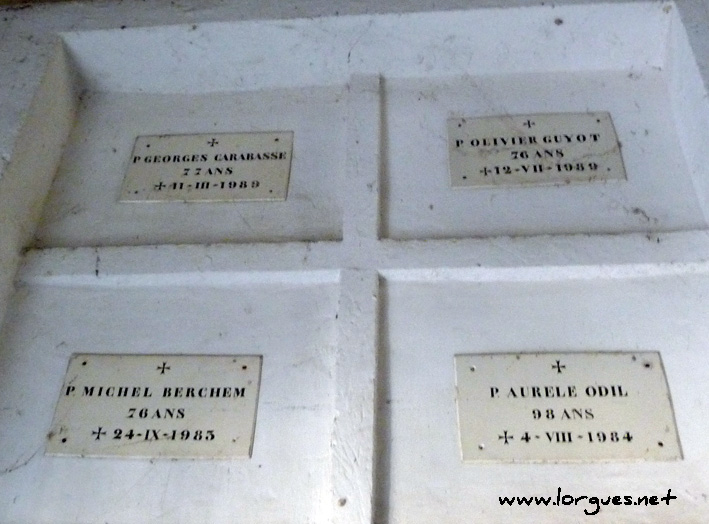 ✢
P. GEORGES CARABASSE
77 ANS
✢ 11-III-1989
✢
P. OLIVIER GUYOT
76 ANS
✢ 12-VII-1989
✢
P. MICHEL BERCHEM
76 ANS
✢ 24-IX-1985
✢
P. AURELE ODIL
98 ANS
✢ 4-VIII-1984
www.lorgues.net